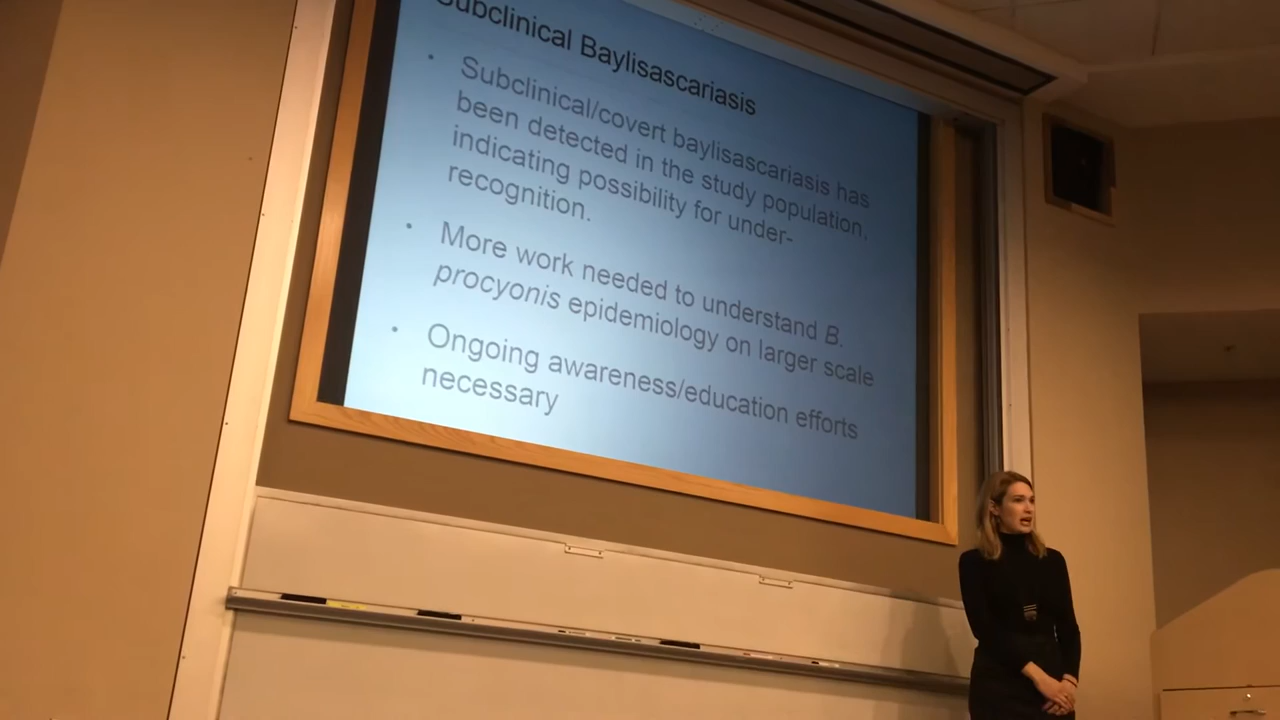 Subclinical Baylisascariasis
• Subclinical/covert baylisascariasis has
been detected in the study population,
indicating possibility for under-
recognition.
• More work needed to understand B.
procyonis epidemiology on larger scale
• Ongoing awareness/education efforts
necessary